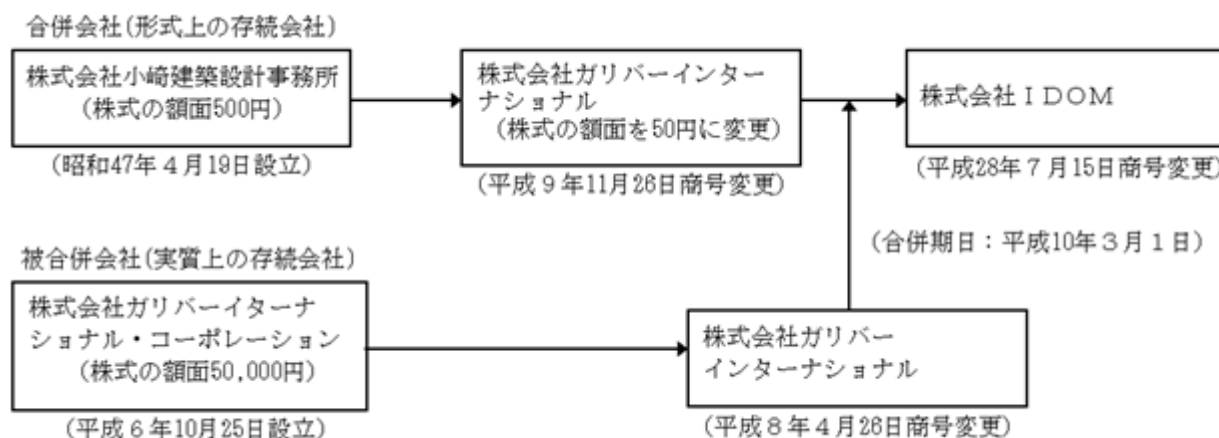 合併会社(形式上の存続会社)
株式会社小﨑建築設計事務所
(株式の額面500円)
(昭和47年4月19日設立)
株式会社ガリバーインター
ナショナル
(株式の額面を50円に変更)
(平成9年11月26日商号変更)
株式会社ＩＤＯＭ
(平成28年7月15日商号変更)
(合併期日：平成10年3月1日)
被合併会社(実質上の存続会社)
株式会社ガリバーイターナ
ショナル・コーポレーション
(株式の額面50,000円)
(平成6年10月25日設立)
株式会社ガリバー
インターナショナル
(平成8年4月26日商号変更)